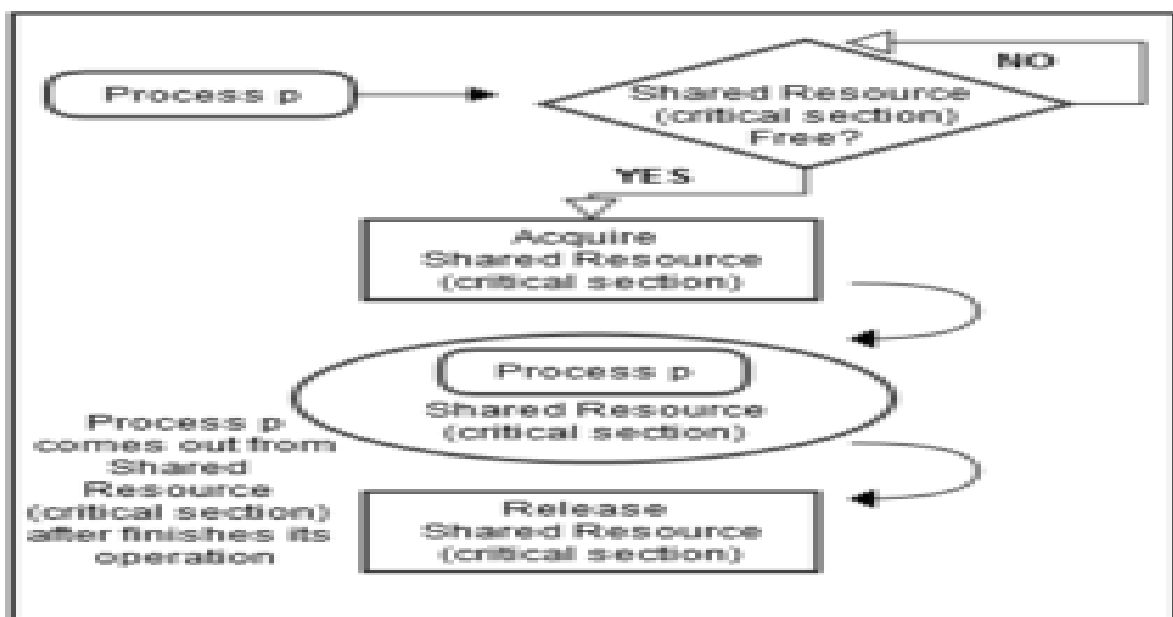 Process p
NO
Shared Resource
(critical section)
Free?
YES
Acquire
Shared Resource
(critical section)
Process p
Shared Resource
(critical section)
Process p
comes out from
Shared
Resource
(critical section)
after finishes its
operation
Release
Shared Resource
(critical section)